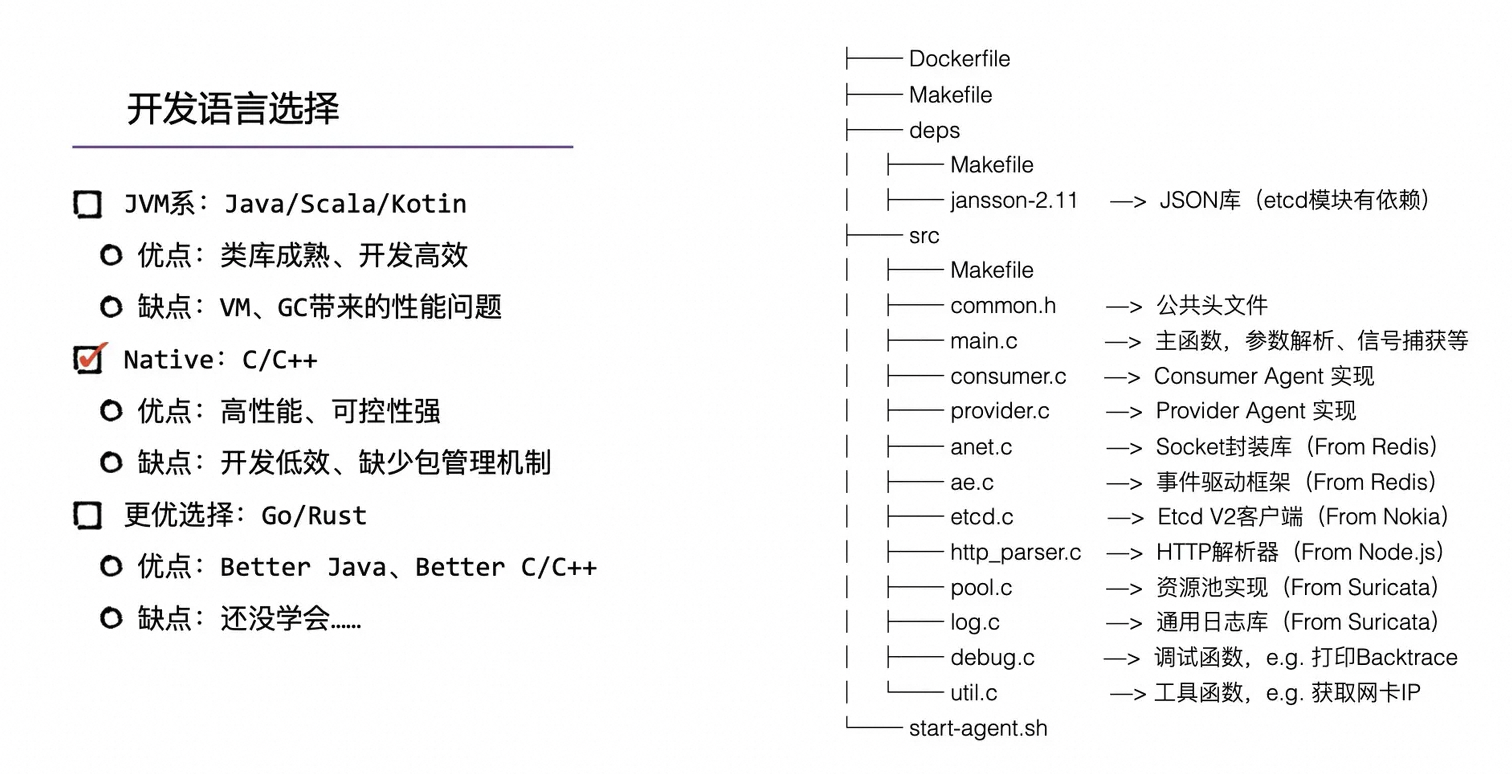 开发语言选择
JVM系：Java/Scala/Kotin
优点：类库成熟、开发高效
缺点：VM、GC带来的性能问题
Native：C/C++
优点：高性能、可控性强
缺点：开发低效、缺少包管理机制
更优选择：Go/Rust
优点：Better Java、Better C/C++
缺点：还没学会……
├── Dockerfile
├── Makefile
├── deps
│ ├── Makefile
│ ├── jansson-2.11 —> JSON库（etcd模块有依赖）
├── src
│ ├── Makefile
│ ├── common.h —> 公共头文件
│ ├── main.c —> 主函数，参数解析、信号捕获等
│ ├── consumer.c —> Consumer Agent 实现
│ ├── provider.c —> Provider Agent 实现
│ ├── anet.c —> Socket封装库（From Redis）
│ ├── ae.c —> 事件驱动框架（From Redis）
│ ├── etcd.c —> Etcd V2客户端（From Nokia）
│ ├── http_parser.c —> HTTP解析器（From Node.js）
│ ├── pool.c —> 资源池实现（From Suricata）
│ ├── log.c —> 通用日志库（From Suricata）
│ ├── debug.c —> 调试函数，e.g. 打印Backtrace
│ └── util.c —> 工具函数，e.g. 获取网卡IP
└── start-agent.sh